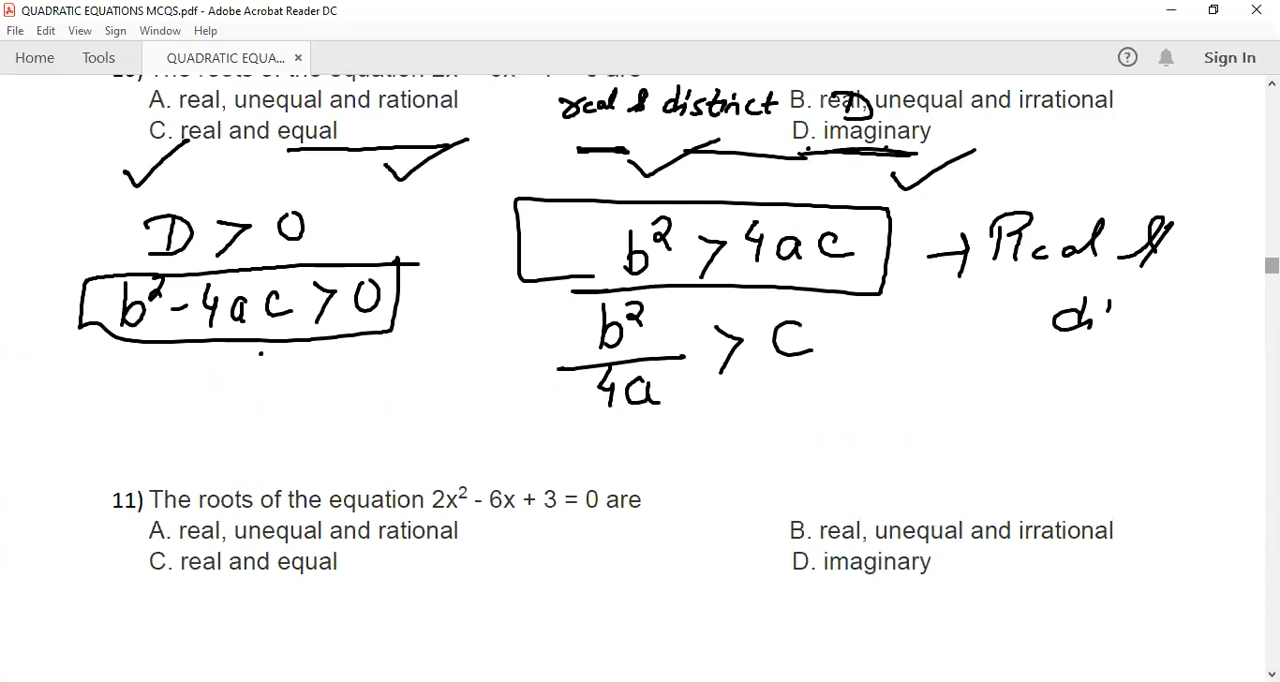 QUADRATIC EQUATIONS MCQS.pdf - Adobe Acrobat Reader DC
File Edit View Sign Window Help
Home Tools QUADRATIC EQUA... × Sign In
A. real, unequal and rational
real & district
B. real, unequal and irrational
D
C. real and equal
D. imaginary
D > 0
b² - 4ac > 0
b² > 4ac → Real &
di
b²/4a > c
11) The roots of the equation 2x² - 6x + 3 = 0 are
A. real, unequal and rational B. real, unequal and irrational
C. real and equal D. imaginary